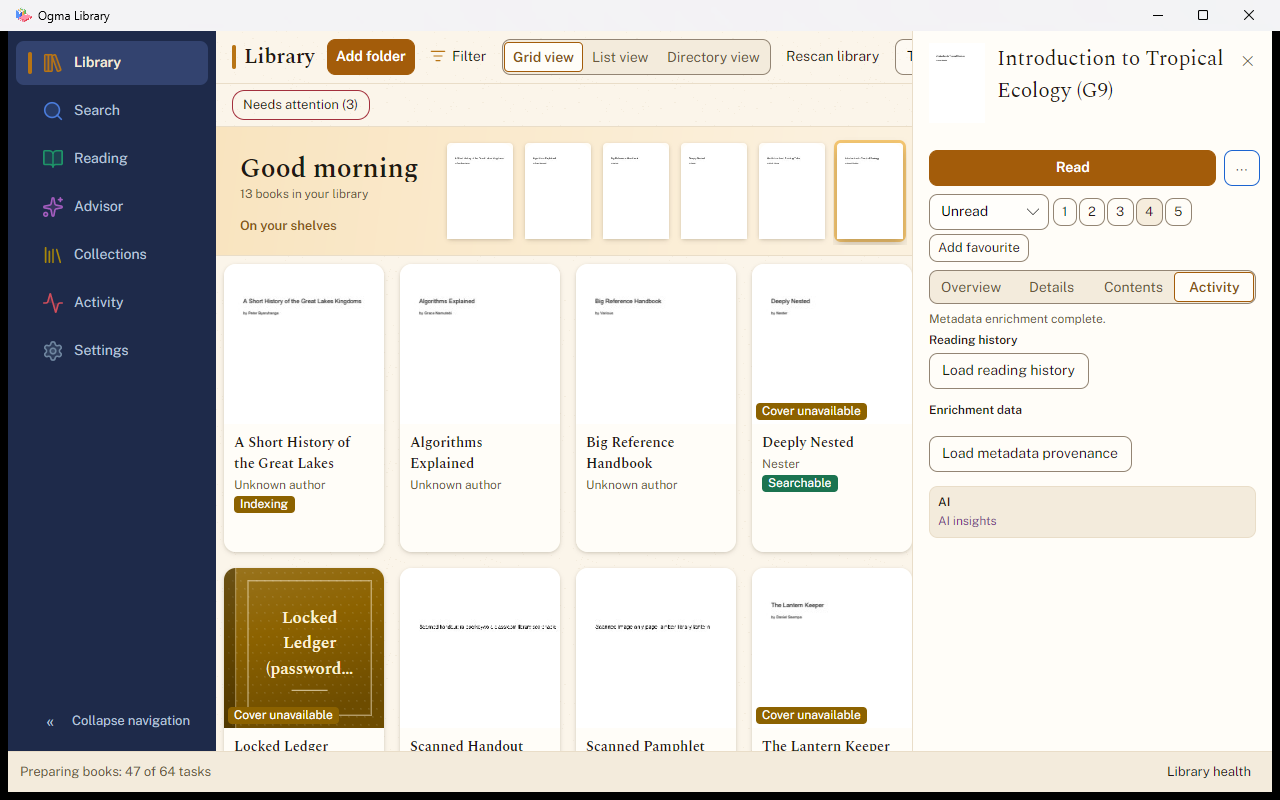 Ogma Library
Library
Search
Reading
Advisor
Collections
Activity
Settings
« Collapse navigation
Library
Add folder
Filter
Grid view
List view
Directory view
Rescan library
T
Needs attention (3)
Good morning
13 books in your library
On your shelves
A Short History of the Great Lakes Kingdoms
Algorithms Explained
by Grace Namutebi
Big Reference Handbook
by Various
Deeply Nested
by Nester
Cover unavailable
A Short History of
the Great Lakes
Unknown author
Indexing
Algorithms
Explained
Unknown author
Big Reference
Handbook
Unknown author
Deeply Nested
Nester
Searchable
Locked
Ledger
(password…
Cover unavailable
The Lantern Keeper
Cover unavailable
Locked Ledger
Scanned Handout
Scanned Pamphlet
The Lantern Keeper
Introduction to Tropical
Ecology (G9)
Read
...
Unread
1
2
3
4
5
Add favourite
Overview
Details
Contents
Activity
Metadata enrichment complete.
Reading history
Load reading history
Enrichment data
Load metadata provenance
AI
AI insights
Preparing books: 47 of 64 tasks
Library health